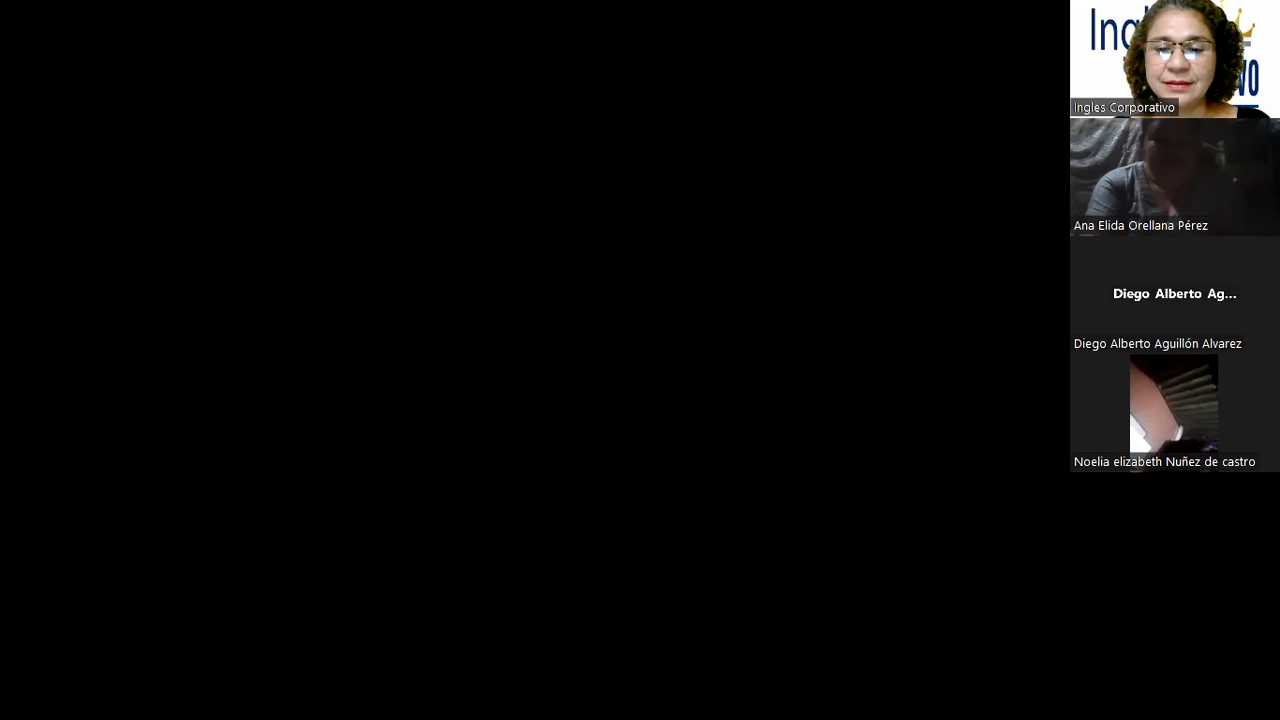 Ingles Corporativo
Ana Elida Orellana Pérez
Diego Alberto Ag...
Diego Alberto Aguillón Alvarez
Noelia elizabeth Nuñez de castro